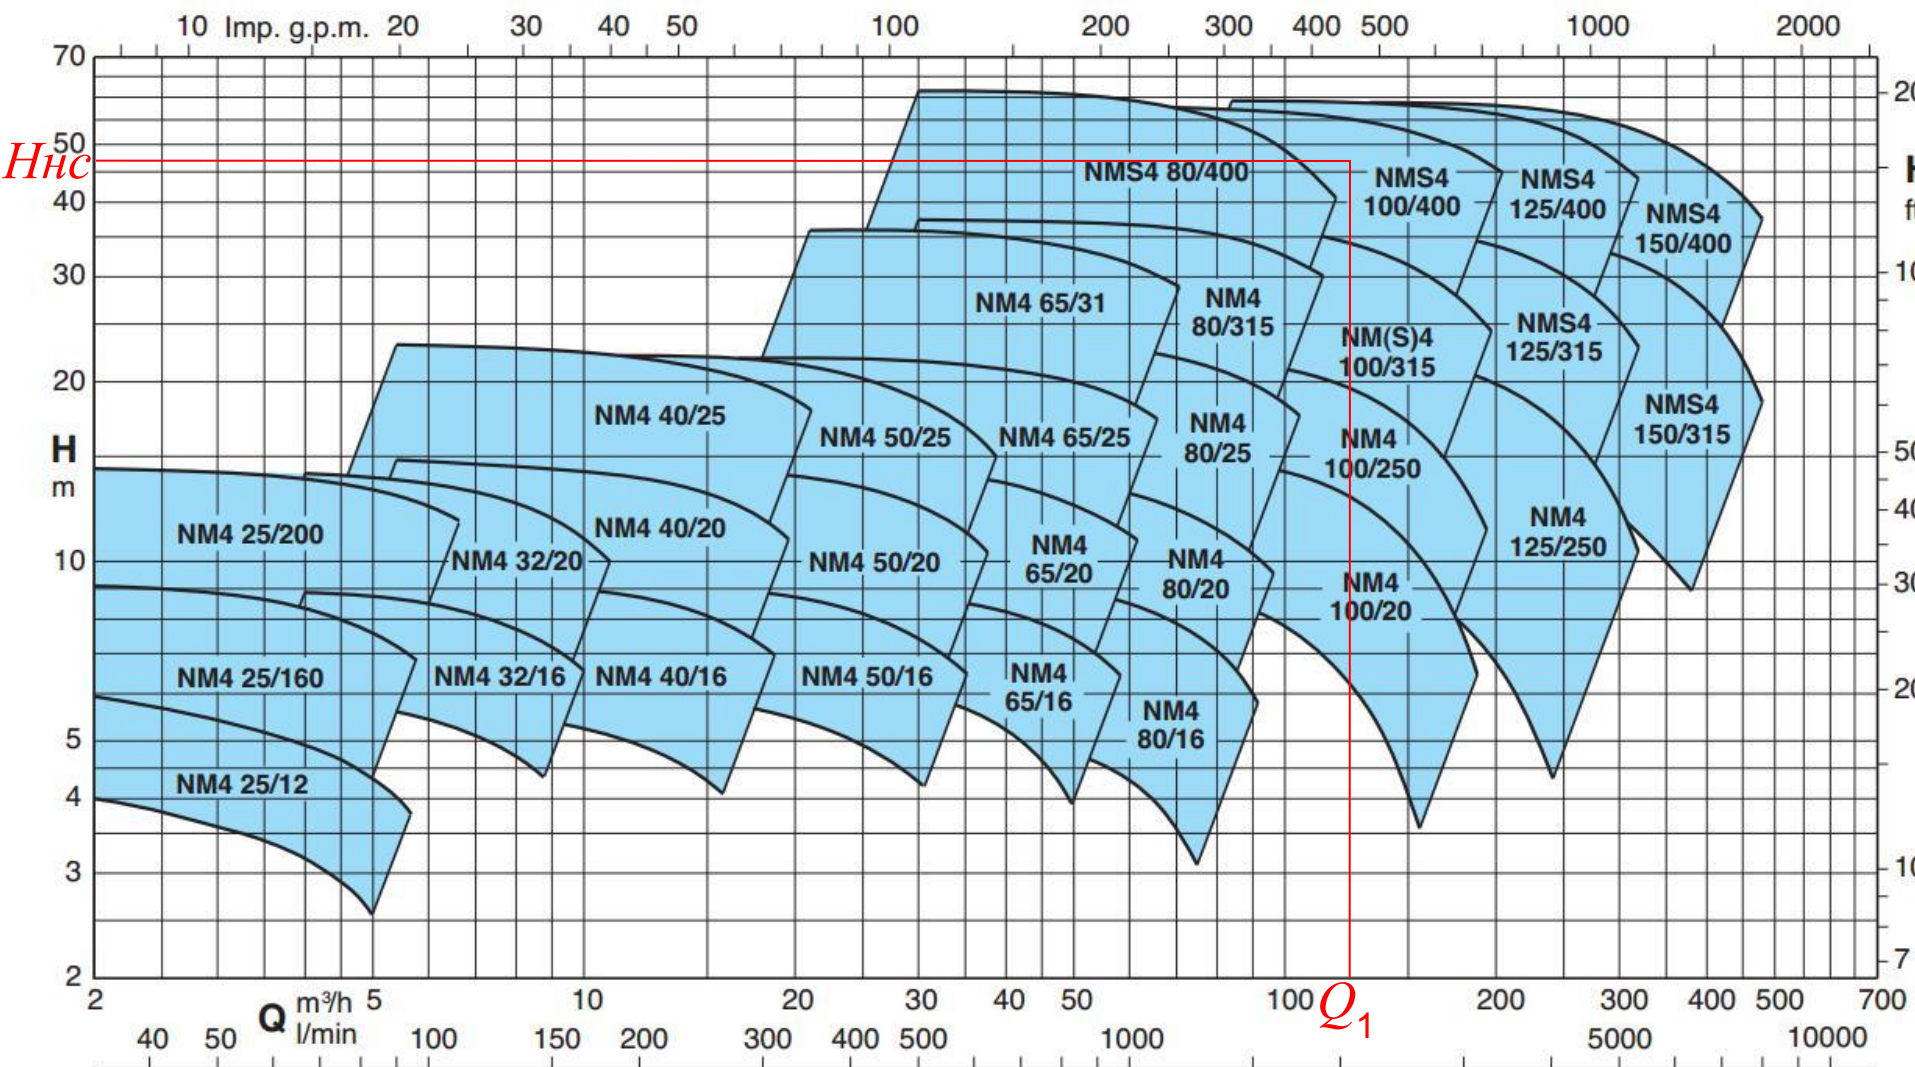 10 Imp. g.p.m. 20 30 40 50 100 200 300 400 500 1000 2000
70
50
40
30
20
10
5
4
3
2
H
m
Ннс
NMS4 80/400
NMS4
100/400
NMS4
125/400
NMS4
150/400
NM4 65/31
NM4
80/315
NM(S)4
100/315
NMS4
125/315
NMS4
150/315
NM4 40/25
NM4 50/25
NM4 65/25
NM4
80/25
NM4
100/250
NM4
125/250
NM4 25/200
NM4 32/20
NM4 40/20
NM4 50/20
NM4
65/20
NM4
80/20
NM4
100/20
NM4 25/160
NM4 32/16
NM4 40/16
NM4 50/16
NM4
65/16
NM4
80/16
NM4 25/12
7
2 5 10 20 30 40 50 100 200 300 400 500 700
Q m³/h
l/min
Q1
40 50 100 150 200 300 400 500 1000 5000 10000